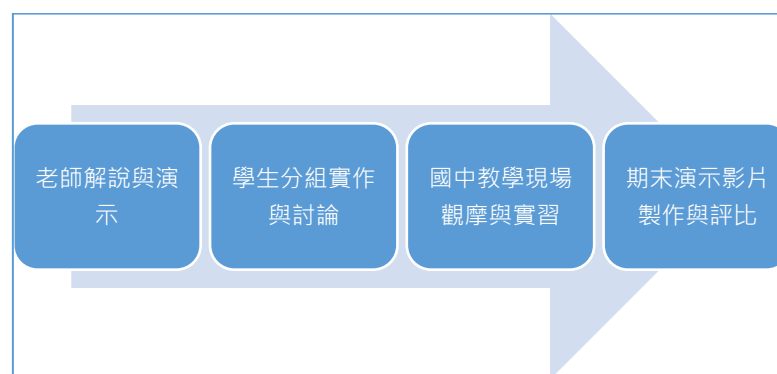 老師解說與演
示
學生分組實作
與討論
國中教學現場
觀摩與實習
期末演示影片
製作與評比